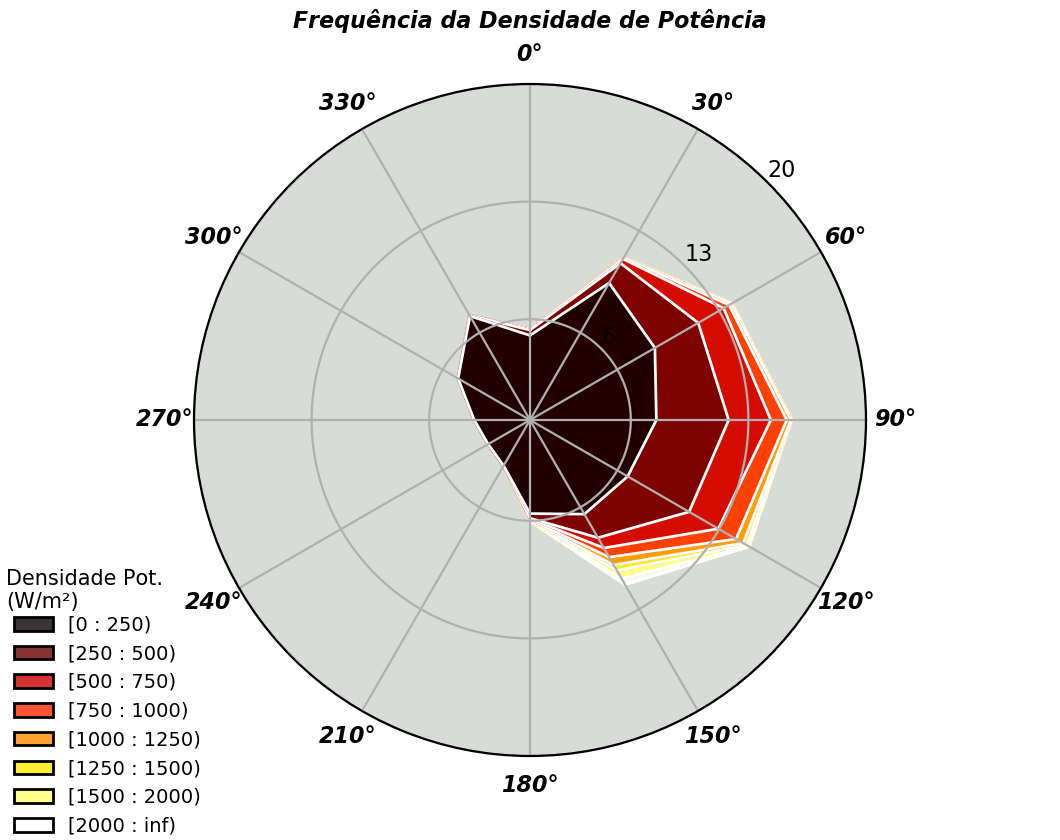 Frequência da Densidade de Potência
0°
330°
30°
20
300°
60°
13
6
270°
90°
240°
120°
210°
150°
180°
Densidade Pot.
(W/m²)
[0 : 250)
[250 : 500)
[500 : 750)
[750 : 1000)
[1000 : 1250)
[1250 : 1500)
[1500 : 2000)
[2000 : inf)